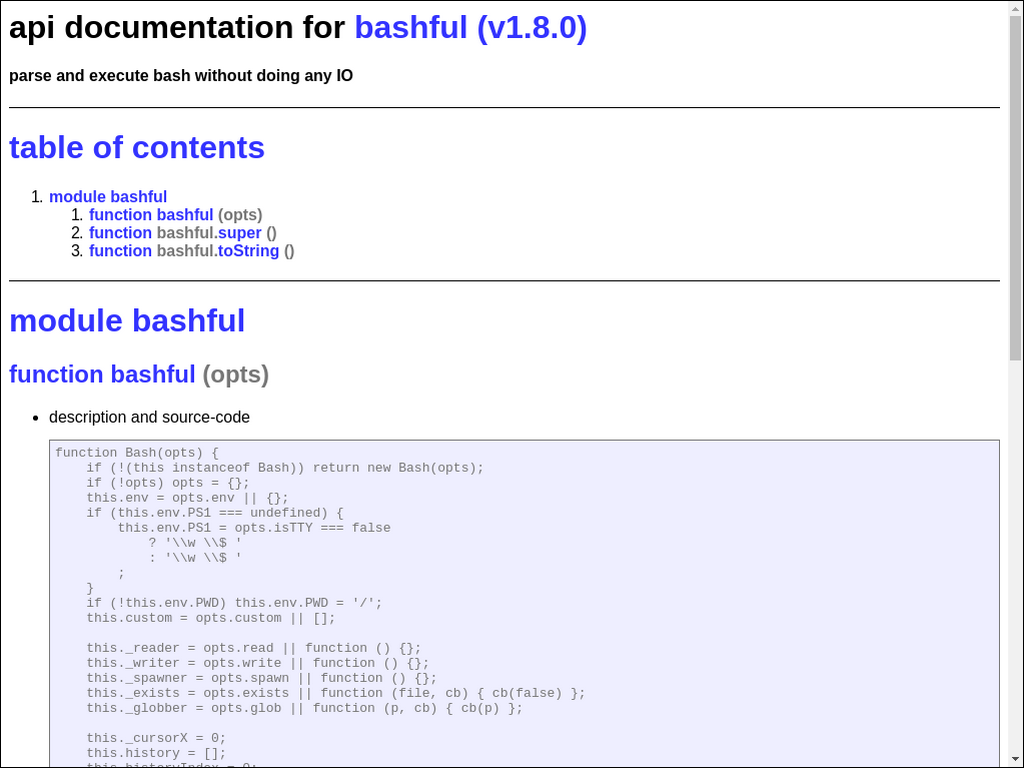 api documentation for bashful (v1.8.0)
parse and execute bash without doing any IO
table of contents
1. module bashful
1. function bashful (opts)
2. function bashful.super ()
3. function bashful.toString ()
module bashful
function bashful (opts)
• description and source-code
function Bash(opts) {
    if (!(this instanceof Bash)) return new Bash(opts);
    if (!opts) opts = {};
    this.env = opts.env || {};
    if (this.env.PS1 === undefined) {
        this.env.PS1 = opts.isTTY === false
            ? '\\w \\$ '
            : '\\w \\$ '
        ;
    }
    if (!this.env.PWD) this.env.PWD = '/';
    this.custom = opts.custom || [];
    this._reader = opts.read || function () {};
    this._writer = opts.write || function () {};
    this._spawner = opts.spawn || function () {};
    this._exists = opts.exists || function (file, cb) { cb(false) };
    this._globber = opts.glob || function (p, cb) { cb(p) };
    this._cursorX = 0;
    this.history = [];
    this.historyIndex = 0;